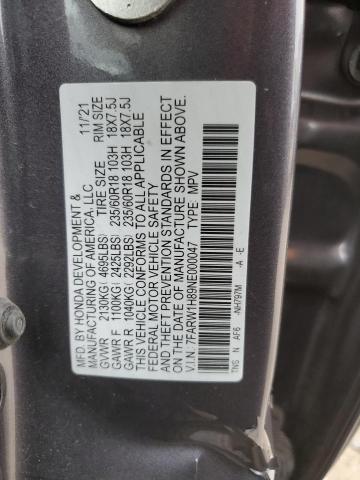 MFD. BY HONDA DEVELOPMENT & 11/21
MANUFACTURING OF AMERICA, LLC
GVWR 2130KG(4695LBS) TIRE SIZE RIM SIZE
GAWR F 1100KG(2425LBS) 235/60R18 103H 18X7.5J
GAWR R 1040KG(2292LBS) 235/60R18 103H 18X7.5J
THIS VEHICLE CONFORMS TO ALL APPLICABLE
FEDERAL MOTOR VEHICLE SAFETY
AND THEFT PREVENTION STANDARDS IN EFFECT
ON THE DATE OF MANUFACTURE SHOWN ABOVE.
V.I.N.:7FARW1H89NE000047 TYPE: MPV
TNS N AF6 -NH797M -A -E